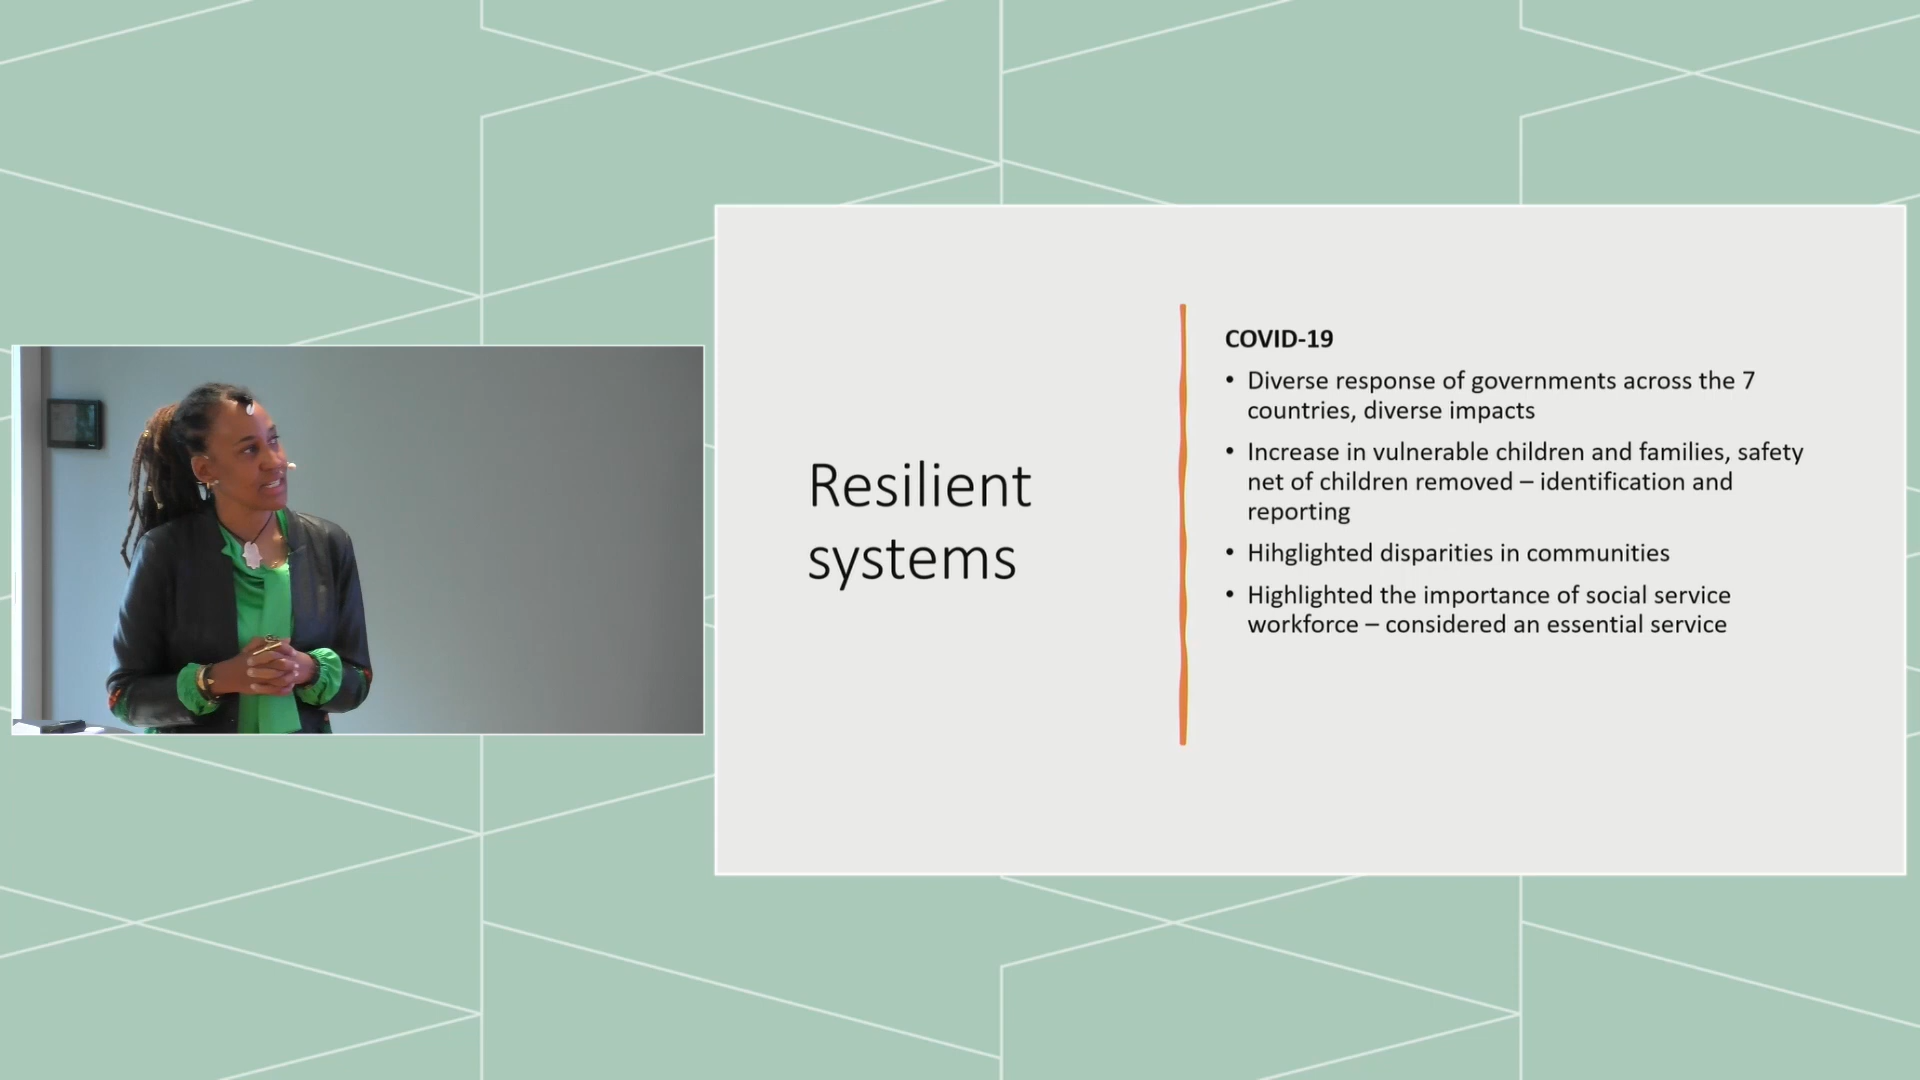 Resilient
systems
COVID-19
• Diverse response of governments across the 7
countries, diverse impacts
• Increase in vulnerable children and families, safety
net of children removed – identification and
reporting
• Hihglighted disparities in communities
• Highlighted the importance of social service
workforce – considered an essential service